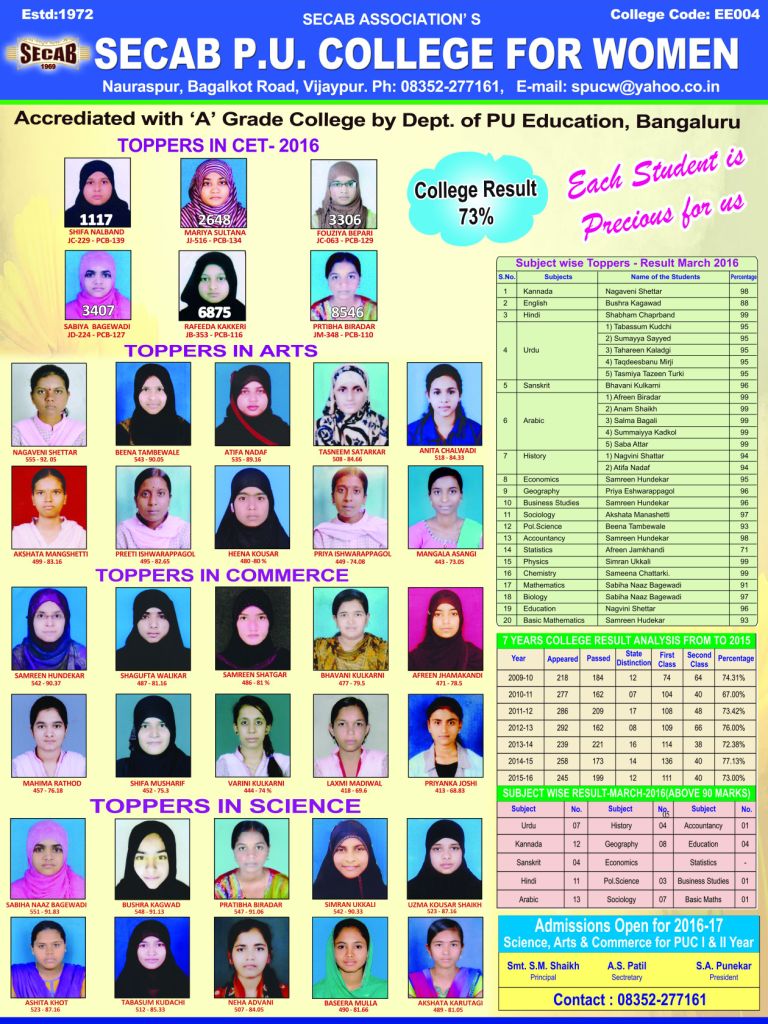 Estd:1972
SECAB ASSOCIATION' S
College Code: EE004
SECAB
1969
SECAB P.U. COLLEGE FOR WOMEN
Nauraspur, Bagalkot Road, Vijaypur. Ph: 08352-277161, E-mail: spucw@yahoo.co.in
Accrediated with 'A' Grade College by Dept. of PU Education, Bangaluru
TOPPERS IN CET- 2016
1117 2648 3306
SHIFA NALBAND MARIYA SULTANA FOUZIYA BEPARI
JC-229 - PCB-139 JJ-516 - PCB-134 JC-063 - PCB-129
3407 6875 8546
SABIYA BAGEWADI RAFEEDA KAKKERI PRTIBHA BIRADAR
JD-224 - PCB-127 JB-353 - PCB-116 JM-348 - PCB-110
College Result
73%
Each Student is
Precious for us
TOPPERS IN ARTS
NAGAVENI SHETTAR BEENA TAMBEWALE ATIFA NADAF TASNEEM SATARKAR ANITA CHALWADI
555 - 92. 05 543 - 90.05 535 - 89.16 508 - 84.66 518 - 84.33
AKSHATA MANGSHETTI PREETI ISHWARAPPAGOL HEENA KOUSAR PRIYA ISHWARAPPAGOL MANGALA ASANGI
499 - 83.16 495 - 82.65 480 -80 % 449 - 74.08 443 - 73.05
TOPPERS IN COMMERCE
SAMREEN HUNDEKAR SHAGUFTA WALIKAR SAMREEN SHATGAR BHAVANI KULKARNI AFREEN JHAMAKANDI
542 - 90.37 487 - 81.16 486 - 81 % 477 - 79.5 471 - 78.5
MAHIMA RATHOD SHIFA MUSHARIF VARINI KULKARNI LAXMI MADIWAL PRIYANKA JOSHI
457 - 76.18 452 - 75.3 444 - 74 % 418 - 69.6 413 - 68.83
TOPPERS IN SCIENCE
SABIHA NAAZ BAGEWADI BUSHRA KAGWAD PRATIBHA BIRADAR SIMRAN UKKALI UZMA KOUSAR SHAIKH
551 - 91.83 548 - 91.13 547 - 91.06 542 - 90.33 523 - 87.16
ASHITA KHOT TABASUM KUDACHI NEHA ADVANI BASEERA MULLA AKSHATA KARUTAGI
523 - 87.16 512 - 85.33 507 - 84.05 490 - 81.66 489 - 81.05
Subject wise Toppers - Result March 2016
S.No. Subjects Name of the Students Percentage
1 Kannada Nagaveni Shettar 98
2 English Bushra Kagawad 88
3 Hindi Shabham Chaprband 99
4 Urdu 1) Tabassum Kudchi 95
2) Sumayya Sayyed 95
3) Tahareen Kaladgi 95
4) Taqdeesbanu Mirji 95
5) Tasmiya Tazeen Turki 95
5 Sanskrit Bhavani Kulkarni 96
6 Arabic 1) Afreen Biradar 99
2) Anam Shaikh 99
3) Salma Bagali 99
4) Summaiyya Kadkol 99
5) Saba Attar 99
7 History 1) Nagvini Shattar 94
2) Atifa Nadaf 94
8 Economics Samreen Hundekar 95
9 Geography Priya Eshwarappagol 96
10 Business Studies Samreen Hundekar 96
11 Sociology Akshata Manashetti 97
12 Pol.Science Beena Tambewale 93
13 Accountancy Samreen Hundekar 98
14 Statistics Afreen Jamkhandi 71
15 Physics Simran Ukkali 99
16 Chemistry Sameena Chattarki. 99
17 Mathematics Sabiha Naaz Bagewadi 91
18 Biology Sabiha Naaz Bagewadi 97
19 Education Nagvini Shettar 96
20 Basic Mathematics Samreen Hudekar 93
7 YEARS COLLEGE RESULT ANALYSIS FROM TO 2015
Year Appeared Passed State Distinction First Class Second Class Percentage
2009-10 218 184 12 74 64 74.31%
2010-11 277 162 07 104 40 67.00%
2011-12 286 209 17 108 48 73.42%
2012-13 292 162 08 109 66 76.00%
2013-14 239 221 16 114 38 72.38%
2014-15 258 173 14 136 40 77.13%
2015-16 245 199 12 111 40 73.00%
SUBJECT WISE RESULT-MARCH-2016(ABOVE 90 MARKS)
Subject No. Subject No. Subject No.
05
Urdu 07 History 04 Accountancy 01
Kannada 12 Geography 08 Education 04
Sanskrit 04 Economics Statistics -
Hindi 11 Pol.Science 03 Business Studies 01
Arabic 13 Sociology 07 Basic Maths 01
Admissions Open for 2016-17
Science, Arts & Commerce for PUC I & II Year
Smt. S.M. Shaikh A.S. Patil S.A. Punekar
Principal Sectretary President
Contact : 08352-277161